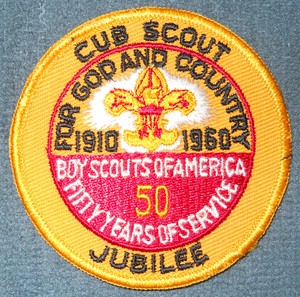 CUB SCOUT
FOR GOD AND COUNTRY
1910 1960
BOY SCOUTS OF AMERICA
50
FIFTY YEARS OF SERVICE
JUBILEE